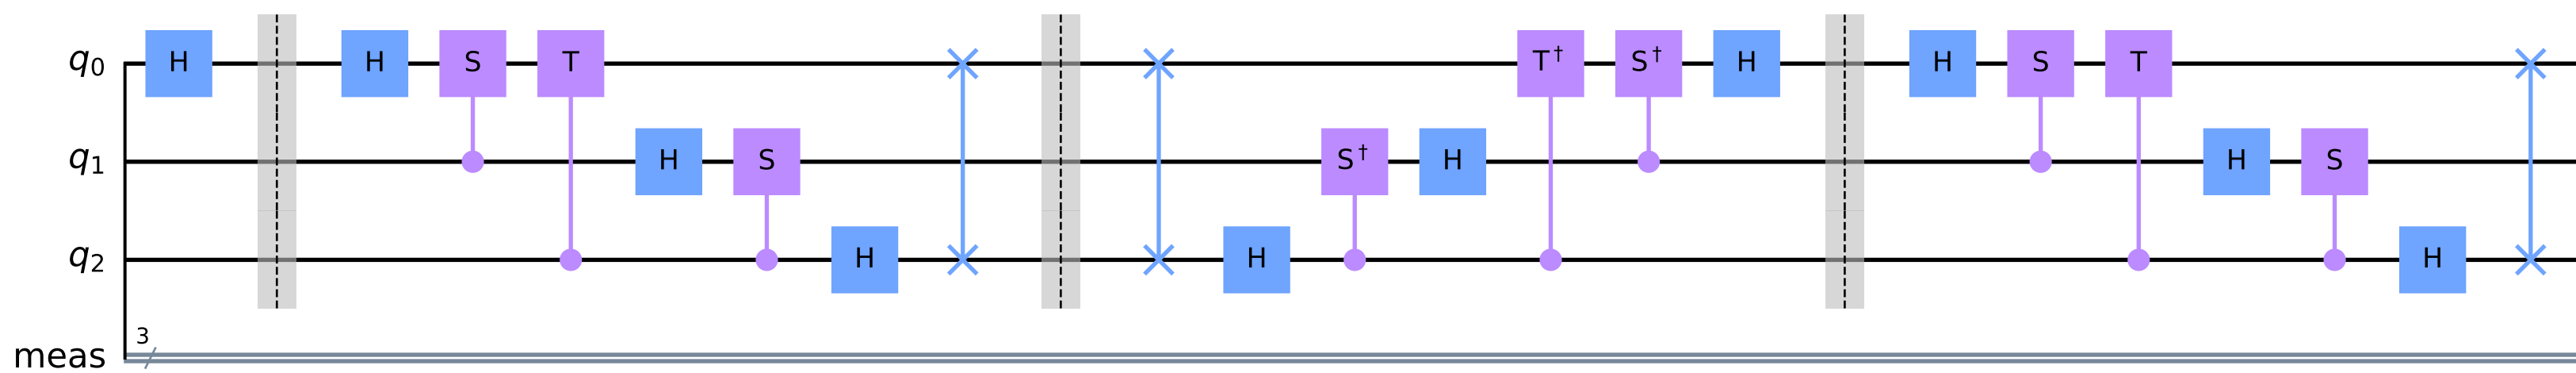 q0 H H S T T† S† H H S T
q1 H S S† H H S
q2 H H H
3
meas